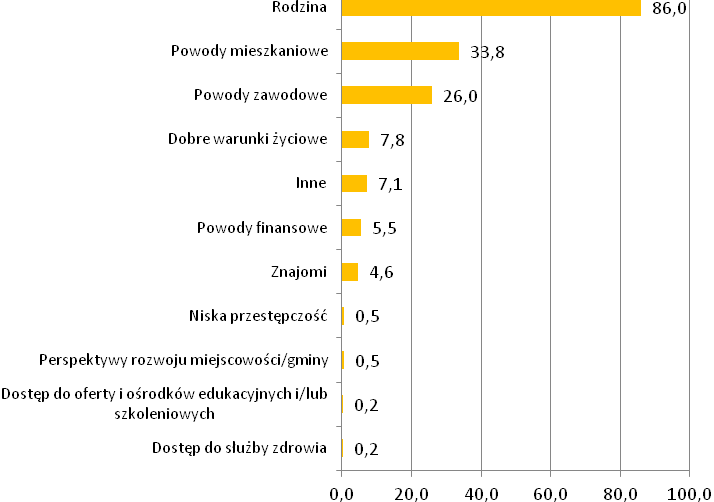 Rodzina 86,0
Powody mieszkaniowe 33,8
Powody zawodowe 26,0
Dobre warunki życiowe 7,8
Inne 7,1
Powody finansowe 5,5
Znajomi 4,6
Niska przestępczość 0,5
Perspektywy rozwoju miejscowości/gminy 0,5
Dostęp do oferty i ośrodków edukacyjnych i/lub
szkoleniowych 0,2
Dostęp do służby zdrowia 0,2
0,0 20,0 40,0 60,0 80,0 100,0